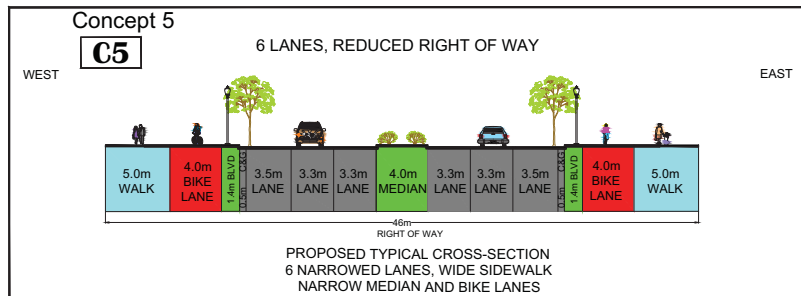 Concept 5
C5
6 LANES, REDUCED RIGHT OF WAY
WEST
EAST
5.0m
WALK
4.0m
BIKE
LANE
1.4m BLVD
0.5m C&G
3.5m
LANE
3.3m
LANE
3.3m
LANE
4.0m
MEDIAN
3.3m
LANE
3.3m
LANE
3.5m
LANE
0.5m C&G
1.4m BLVD
4.0m
BIKE
LANE
5.0m
WALK
46m
RIGHT OF WAY
PROPOSED TYPICAL CROSS-SECTION
6 NARROWED LANES, WIDE SIDEWALK
NARROW MEDIAN AND BIKE LANES